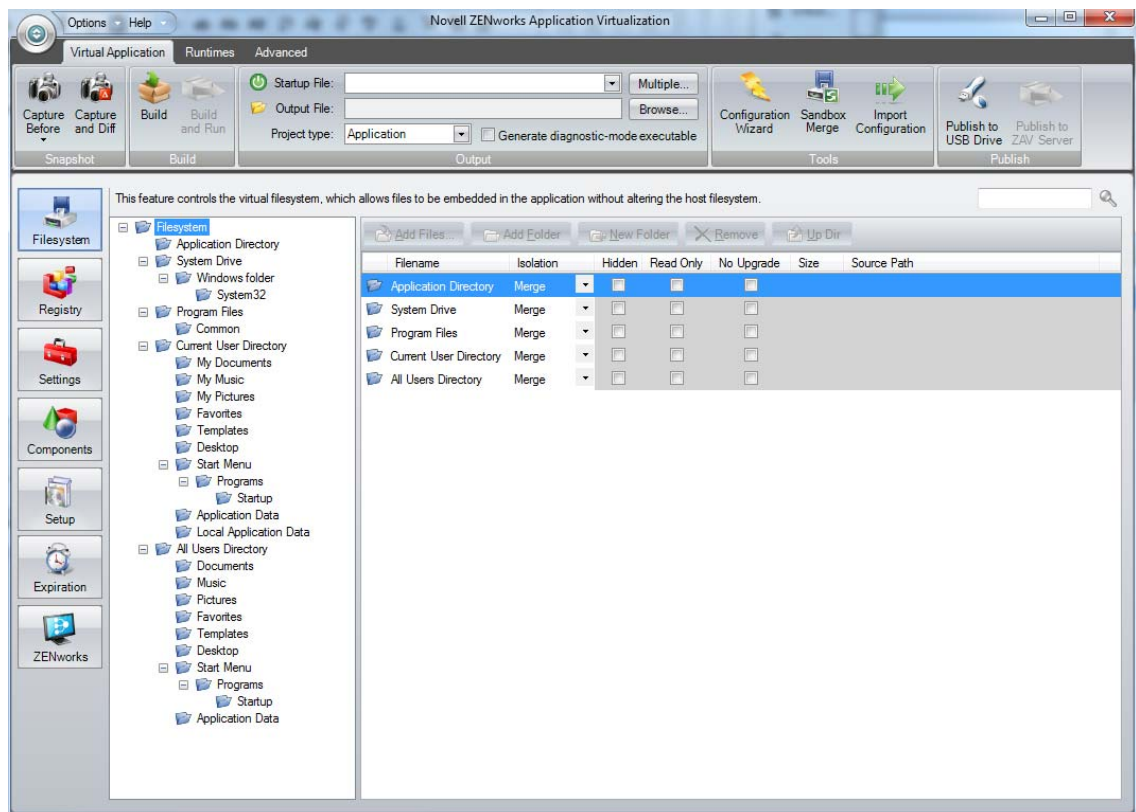 Options Help Novell ZENworks Application Virtualization
Virtual Application Runtimes Advanced
Capture Before
Capture and Diff
Snapshot
Build
Build and Run
Build
Startup File: Multiple...
Output File: Browse...
Project type: Application Generate diagnostic-mode executable
Output
Configuration Wizard
Sandbox Merge
Import Configuration
Tools
Publish to USB Drive
Publish to ZAV Server
Publish
This feature controls the virtual filesystem, which allows files to be embedded in the application without altering the host filesystem.
Filesystem
Registry
Settings
Components
Setup
Expiration
ZENworks
Filesystem
Application Directory
System Drive
Windows folder
System32
Program Files
Common
Current User Directory
My Documents
My Music
My Pictures
Favorites
Templates
Desktop
Start Menu
Programs
Startup
Application Data
Local Application Data
All Users Directory
Documents
Music
Pictures
Favorites
Templates
Desktop
Start Menu
Programs
Startup
Application Data
Add Files... Add Folder New Folder Remove Up Dir
Filename Isolation Hidden Read Only No Upgrade Size Source Path
Application Directory Merge
System Drive Merge
Program Files Merge
Current User Directory Merge
All Users Directory Merge